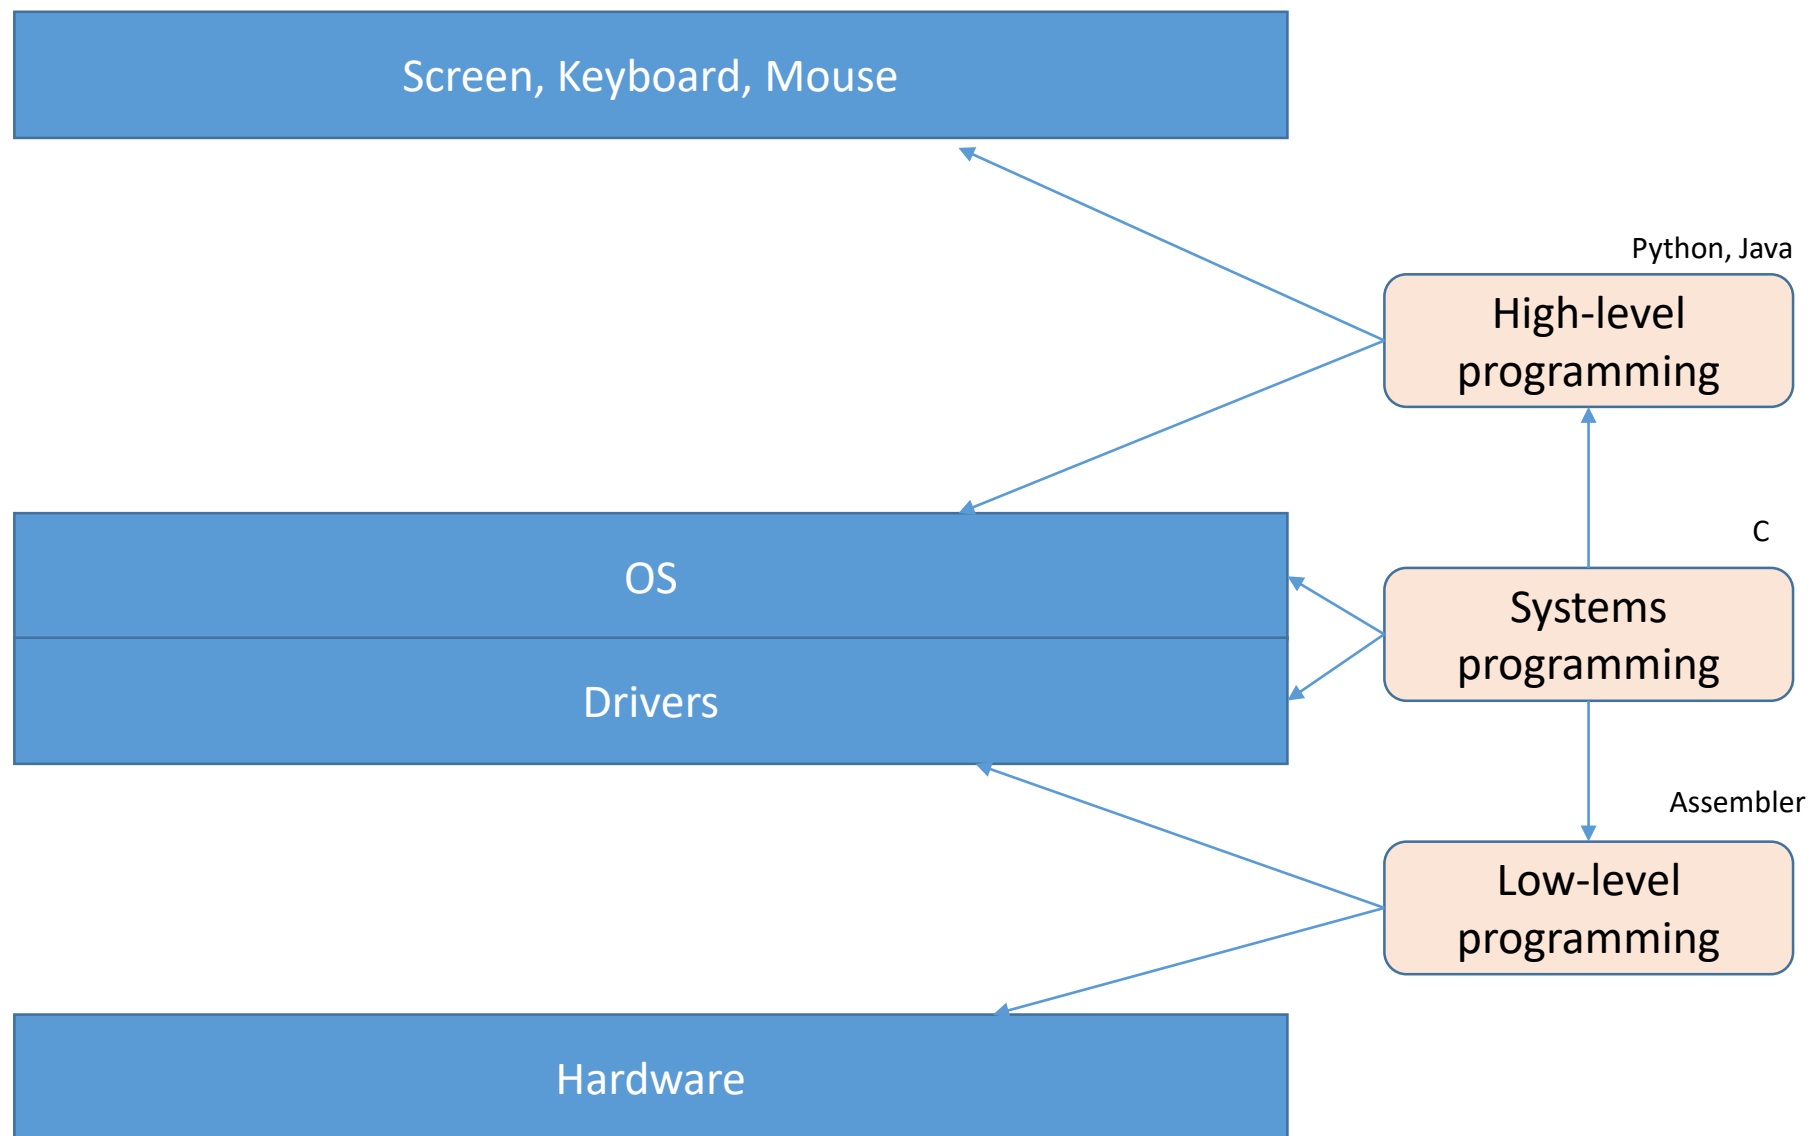 Screen, Keyboard, Mouse
Python, Java
High-level
programming
C
OS
Systems
programming
Drivers
Assembler
Low-level
programming
Hardware